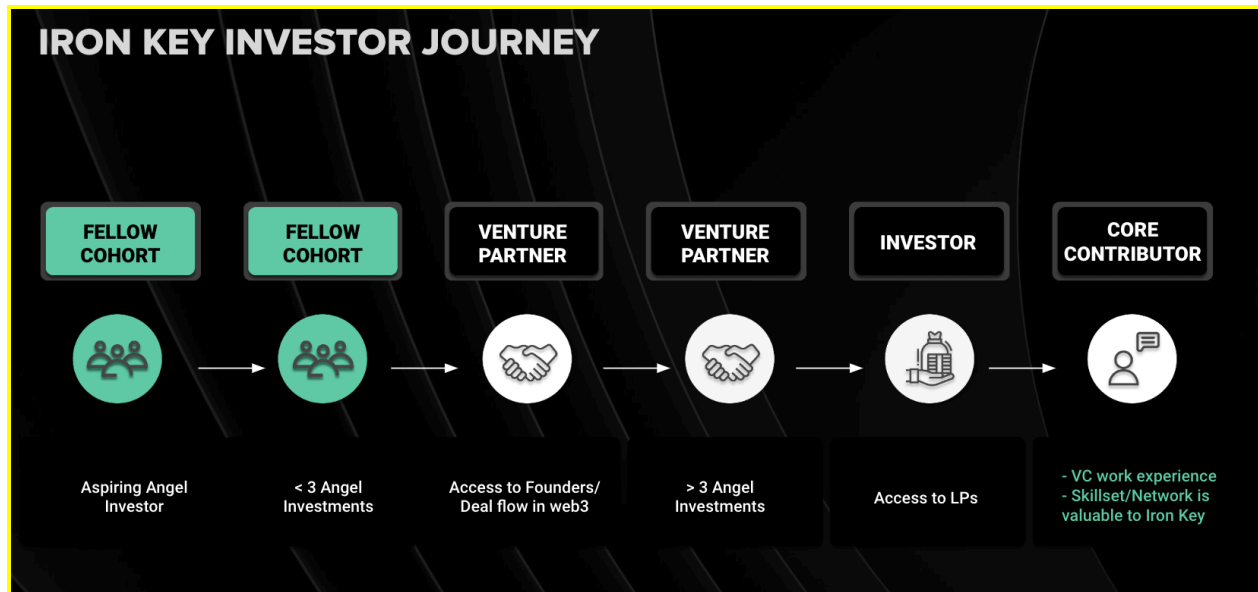 IRON KEY INVESTOR JOURNEY
FELLOW
COHORT
FELLOW
COHORT
VENTURE
PARTNER
VENTURE
PARTNER
INVESTOR
CORE
CONTRIBUTOR
Aspiring Angel
Investor
< 3 Angel
Investments
Access to Founders/
Deal flow in web3
> 3 Angel
Investments
Access to LPs
- VC work experience
- Skillset/Network is
valuable to Iron Key